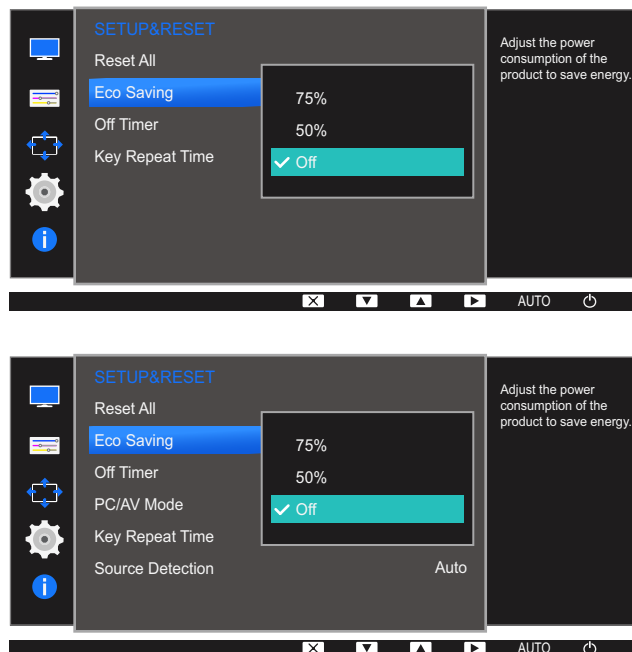 SETUP&RESET
Reset All
Eco Saving
Off Timer
Key Repeat Time
75%
50%
Off
Adjust the power
consumption of the
product to save energy.
AUTO
SETUP&RESET
Reset All
Eco Saving
Off Timer
PC/AV Mode
Key Repeat Time
Source Detection Auto
75%
50%
Off
Adjust the power
consumption of the
product to save energy.
AUTO